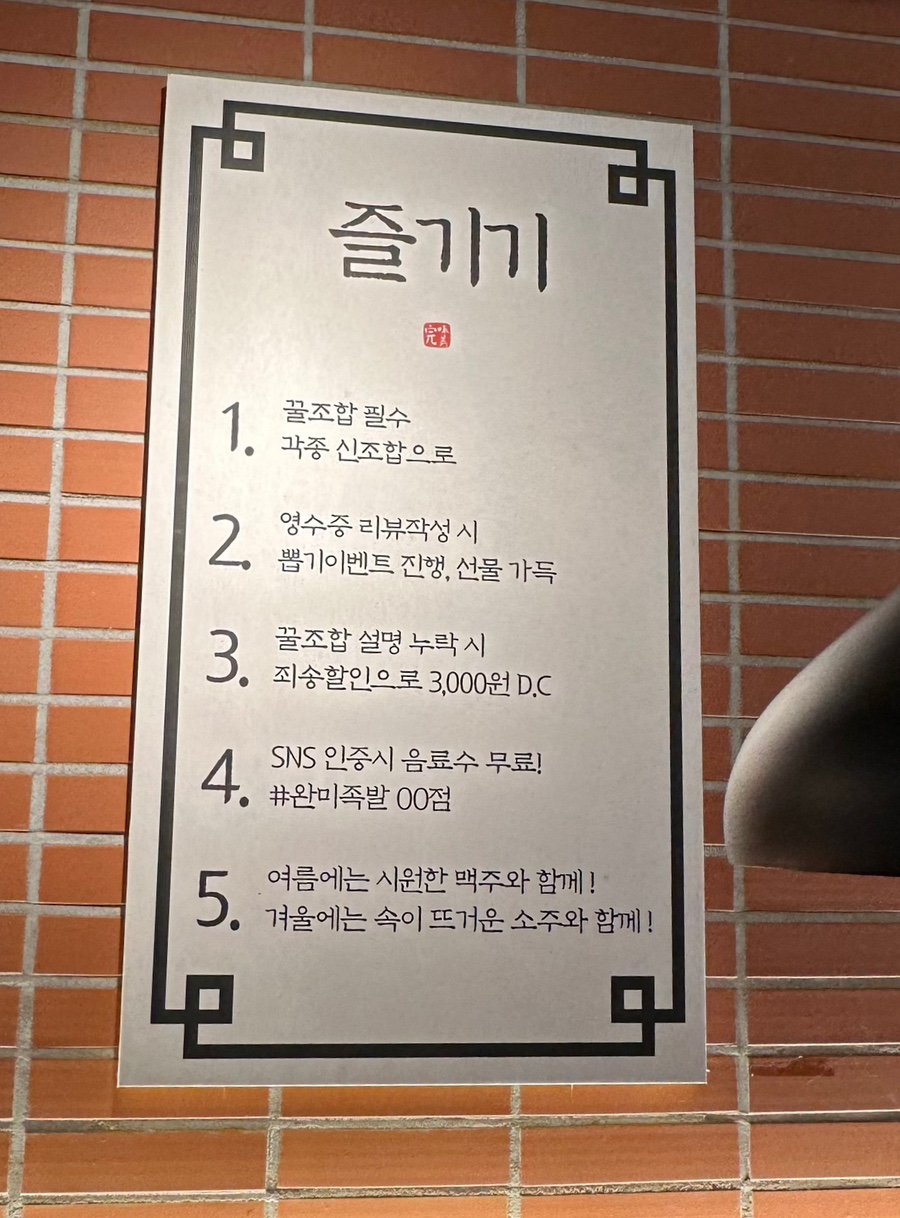 즐기기
完味美
1. 꿀조합 필수
각종 신조합으로
2. 영수증 리뷰작성 시
뽑기이벤트 진행, 선물 가득
3. 꿀조합 설명 누락 시
죄송할인으로 3,000원 D.C
4. SNS 인증시 음료수 무료!
#완미족발 OO점
5. 여름에는 시원한 맥주와 함께!
겨울에는 속이 뜨거운 소주와 함께!